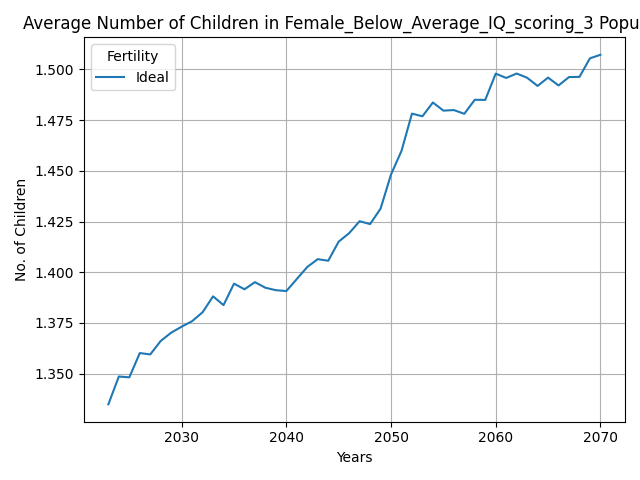 Average Number of Children in Female_Below_Average_IQ_scoring_3 Popu
Fertility
Ideal
1.500
1.475
1.450
1.425
1.400
1.375
1.350
No. of Children
2030 2040 2050 2060 2070
Years